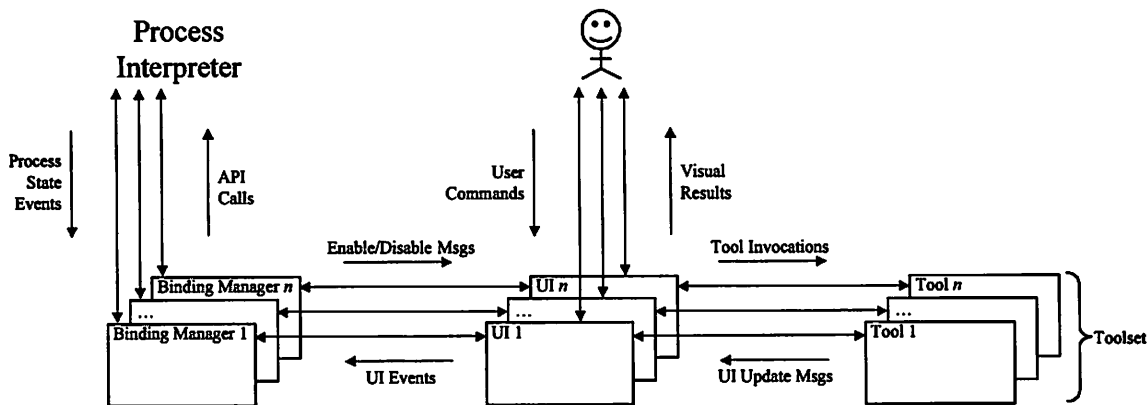 Process
Interpreter
Process
State
Events
API
Calls
User
Commands
Visual
Results
Enable/Disable Msgs
Tool Invocations
Binding Manager n
UI n
Tool n
...
...
...
Binding Manager 1
UI 1
Tool 1
Toolset
UI Events
UI Update Msgs